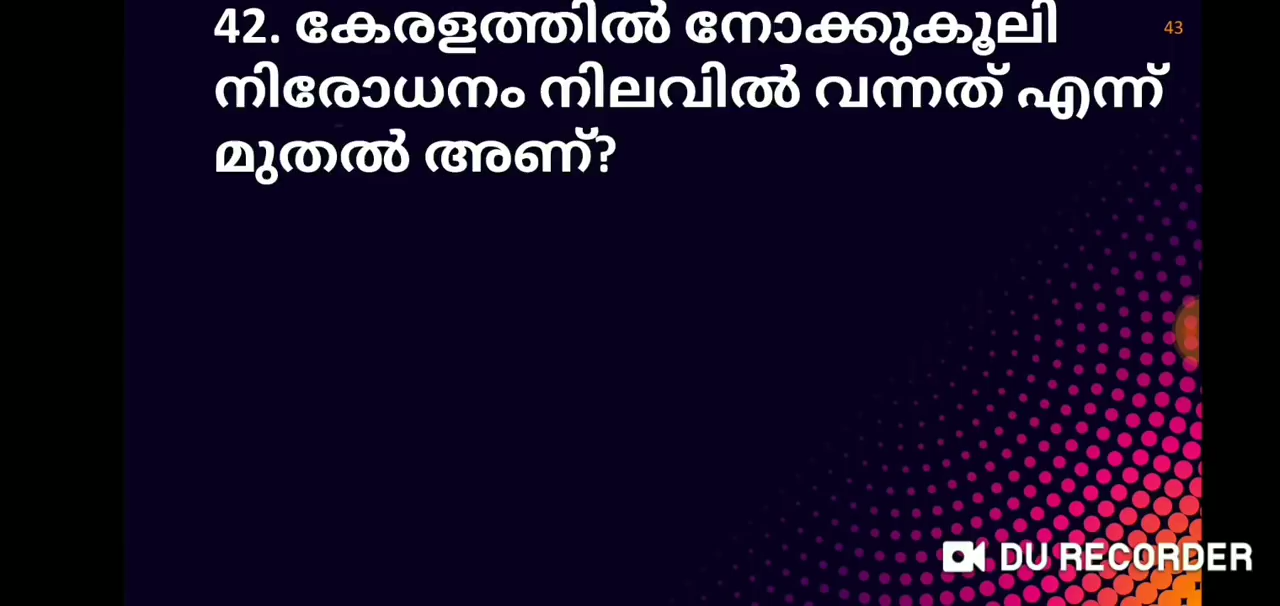 42. കേരളത്തിൽ നോക്കുകൂലി
43
നിരോധനം നിലവിൽ വന്നത് എന്ന്
മുതൽ അണ്?
DU RECORDER